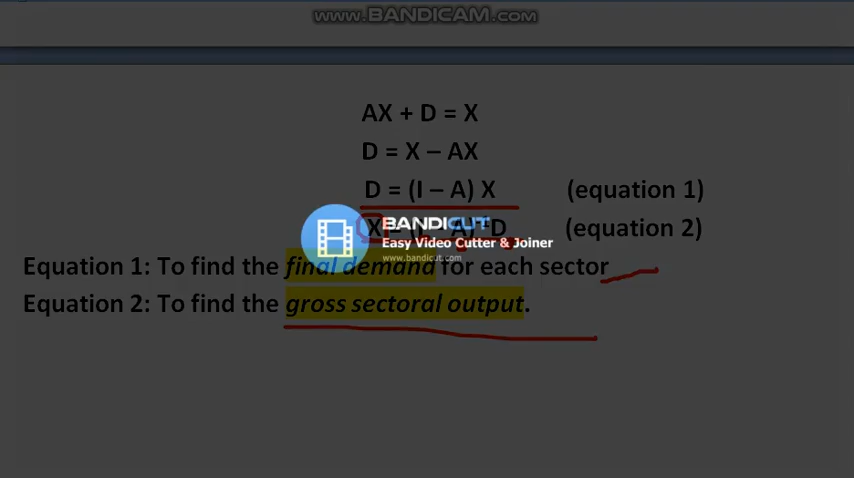 www.BANDICAM.com
AX + D = X
D = X – AX
D = (I – A) X (equation 1)
X = (I – A)⁻¹ D (equation 2)
BANDICUT
Easy Video Cutter & Joiner
www.bandicut.com
Equation 1: To find the final demand for each sector
Equation 2: To find the gross sectoral output.